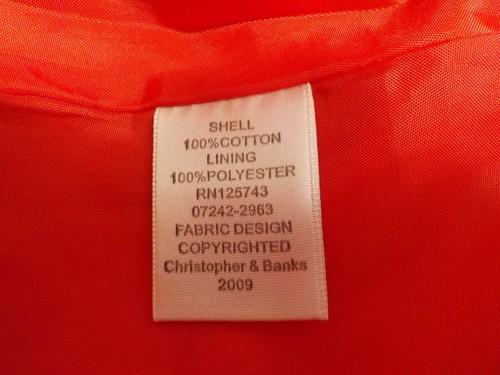 SHELL
100%COTTON
LINING
100%POLYESTER
RN125743
07242-2963
FABRIC DESIGN
COPYRIGHTED
Christopher & Banks
2009